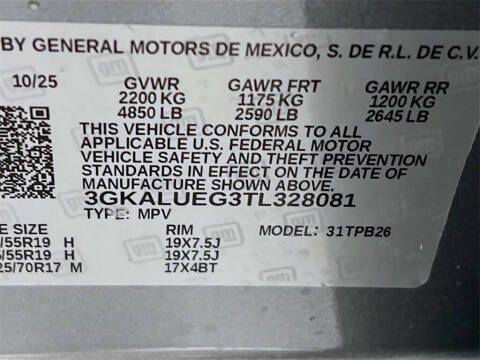 BY GENERAL MOTORS DE MEXICO, S. DE R.L. DE C.V.
10/25 GVWR GAWR FRT GAWR RR
2200 KG 1175 KG 1200 KG
4850 LB 2590 LB 2645 LB
THIS VEHICLE CONFORMS TO ALL
APPLICABLE U.S. FEDERAL MOTOR
VEHICLE SAFETY AND THEFT PREVENTION
STANDARDS IN EFFECT ON THE DATE OF
3GKALUEG3TL328081
TYPE: MPV MODEL: 31TPB26
E SIZE RIM
/55R19 H 19X7.5J
/55R19 H 19X7.5J
25/70R17 M 17X4BT